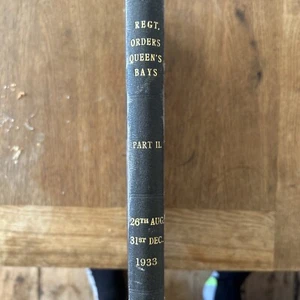 REGT.
ORDERS
QUEEN'S
BAYS
PART II.
26TH AUG.
31ST DEC.
1933